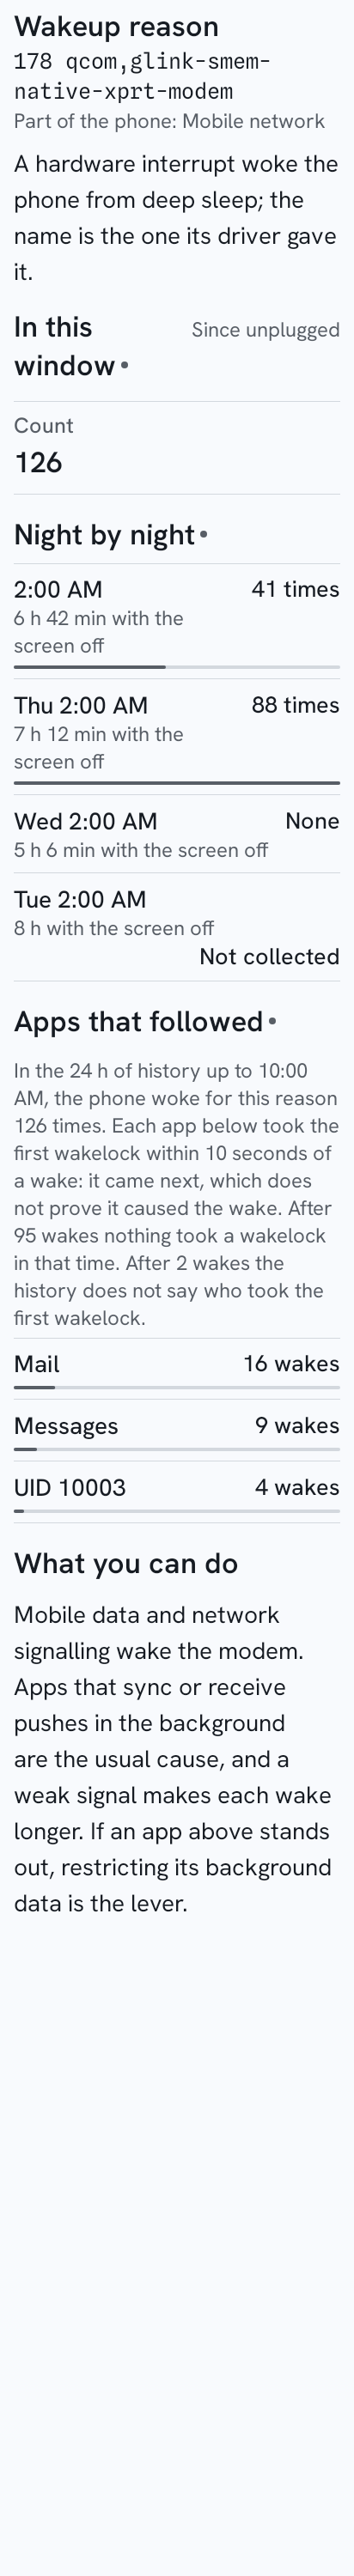 Wakeup reason
178 qcom,glink-smem-
native-xprt-modem
Part of the phone: Mobile network
A hardware interrupt woke the
phone from deep sleep; the
name is the one its driver gave
it.
In this
window •
Since unplugged
Count
126
Night by night •
2:00 AM
41 times
6 h 42 min with the
screen off
Thu 2:00 AM
88 times
7 h 12 min with the
screen off
Wed 2:00 AM
None
5 h 6 min with the screen off
Tue 2:00 AM
8 h with the screen off
Not collected
Apps that followed •
In the 24 h of history up to 10:00
AM, the phone woke for this reason
126 times. Each app below took the
first wakelock within 10 seconds of
a wake: it came next, which does
not prove it caused the wake. After
95 wakes nothing took a wakelock
in that time. After 2 wakes the
history does not say who took the
first wakelock.
Mail
16 wakes
Messages
9 wakes
UID 10003
4 wakes
What you can do
Mobile data and network
signalling wake the modem.
Apps that sync or receive
pushes in the background
are the usual cause, and a
weak signal makes each wake
longer. If an app above stands
out, restricting its background
data is the lever.